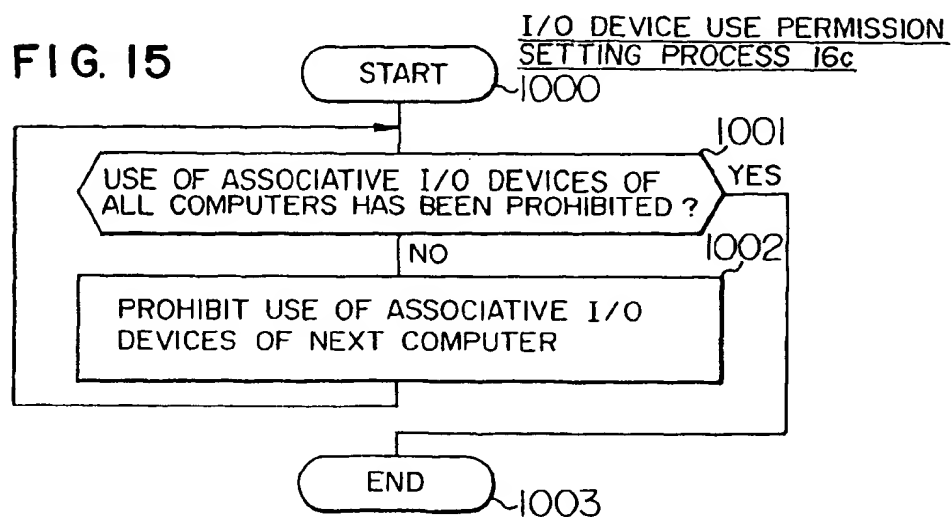 FIG. 15
I/O DEVICE USE PERMISSION
SETTING PROCESS 16c
START
1000
1001
USE OF ASSOCIATIVE I/O DEVICES OF
ALL COMPUTERS HAS BEEN PROHIBITED ?
YES
NO
1002
PROHIBIT USE OF ASSOCIATIVE I/O
DEVICES OF NEXT COMPUTER
END
1003